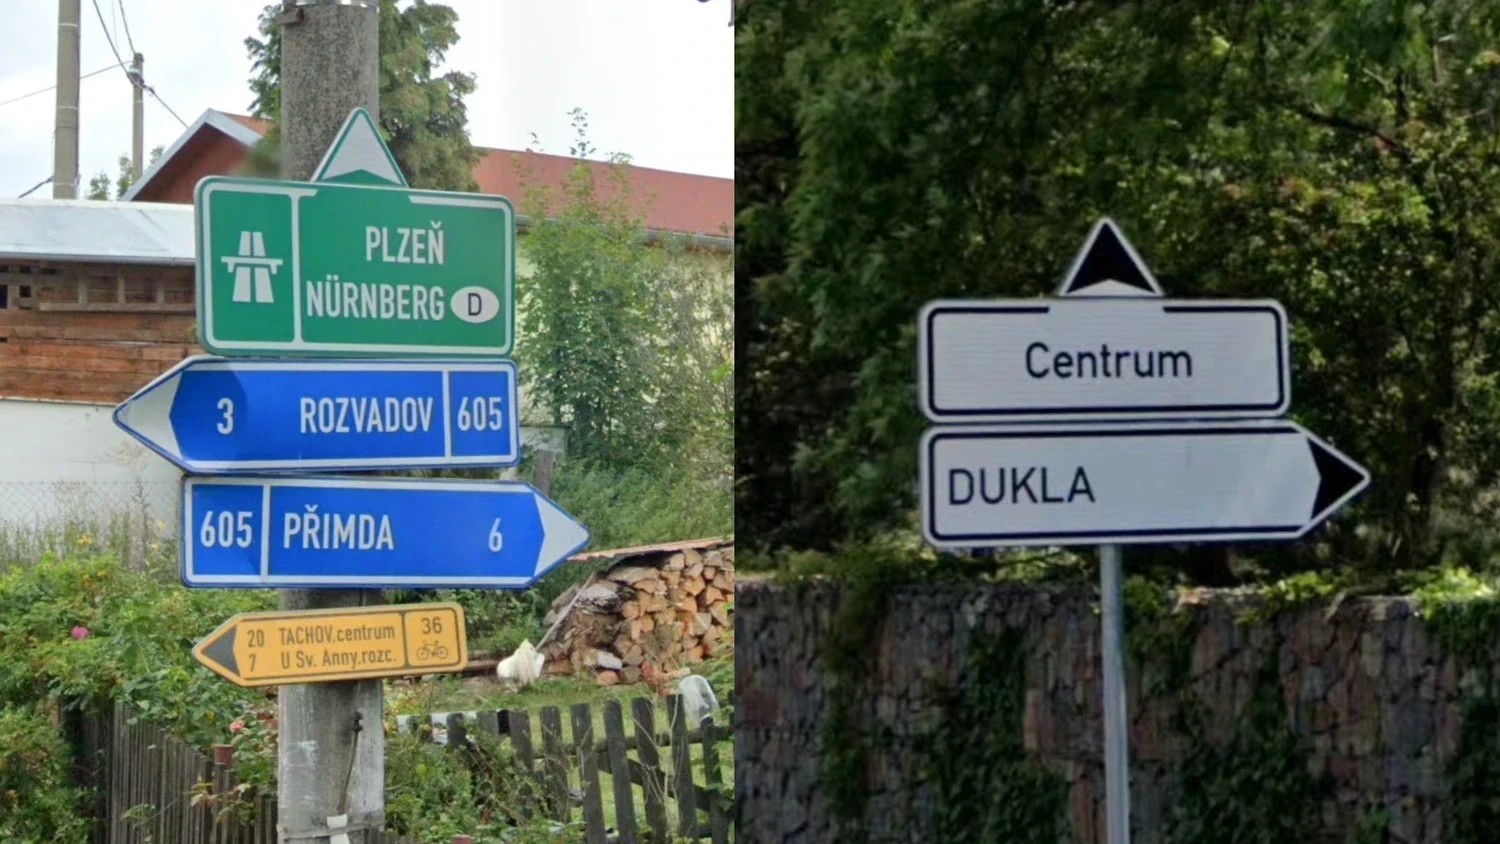 PLZEŇ
NÜRNBERG D
3 ROZVADOV 605
605 PŘIMDA 6
20 TACHOV.centrum 36
7 U Sv. Anny.rozc.
Centrum
DUKLA